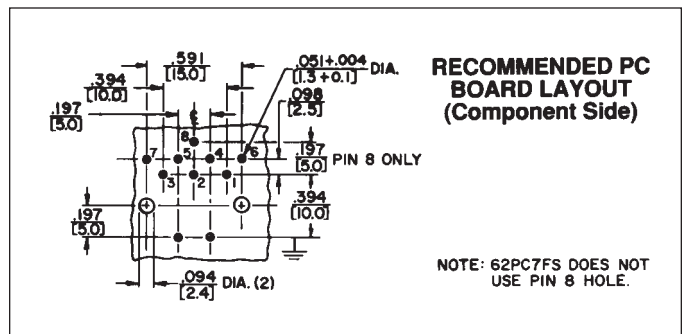 .591
[15.0]
.051+.004 DIA.
[1.3+0.1]
.394
[10.0]
.098
[2.5]
.197
[5.0]
RECOMMENDED PC
BOARD LAYOUT
(Component Side)
8
7
5
4
6
.197
[5.0] PIN 8 ONLY
3
2
1
.197
[5.0]
.394
[10.0]
.094
[2.4] DIA. (2)
NOTE: 62PC7FS DOES NOT
USE PIN 8 HOLE.